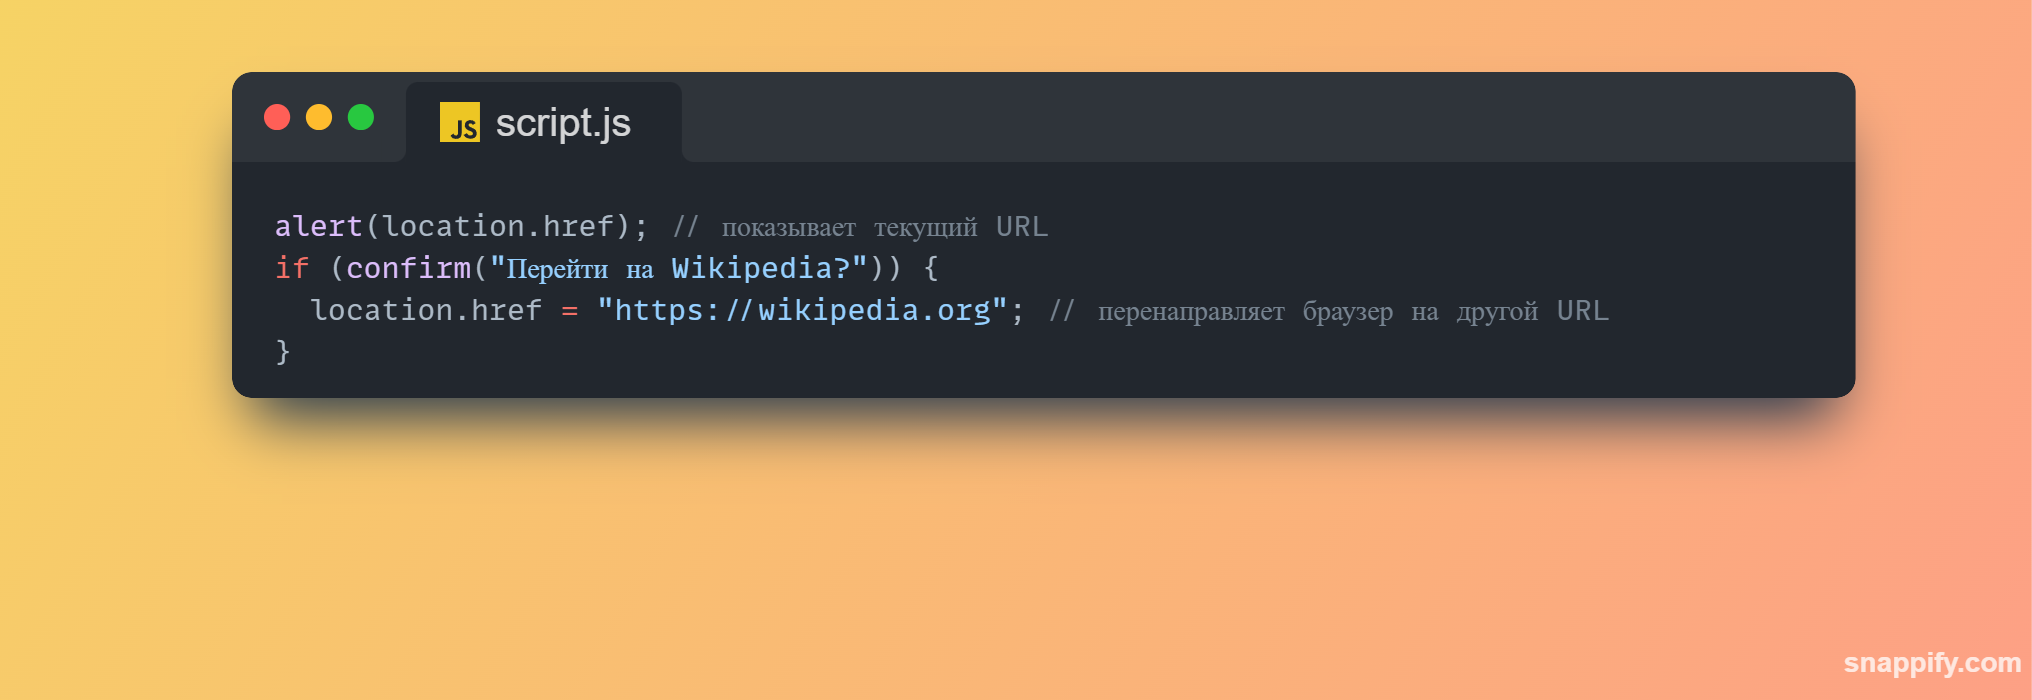 JS script.js
alert(location.href); // показывает текущий URL
if (confirm("Перейти на Wikipedia?")) {
  location.href = "https://wikipedia.org"; // перенаправляет браузер на другой URL
}
snappify.com